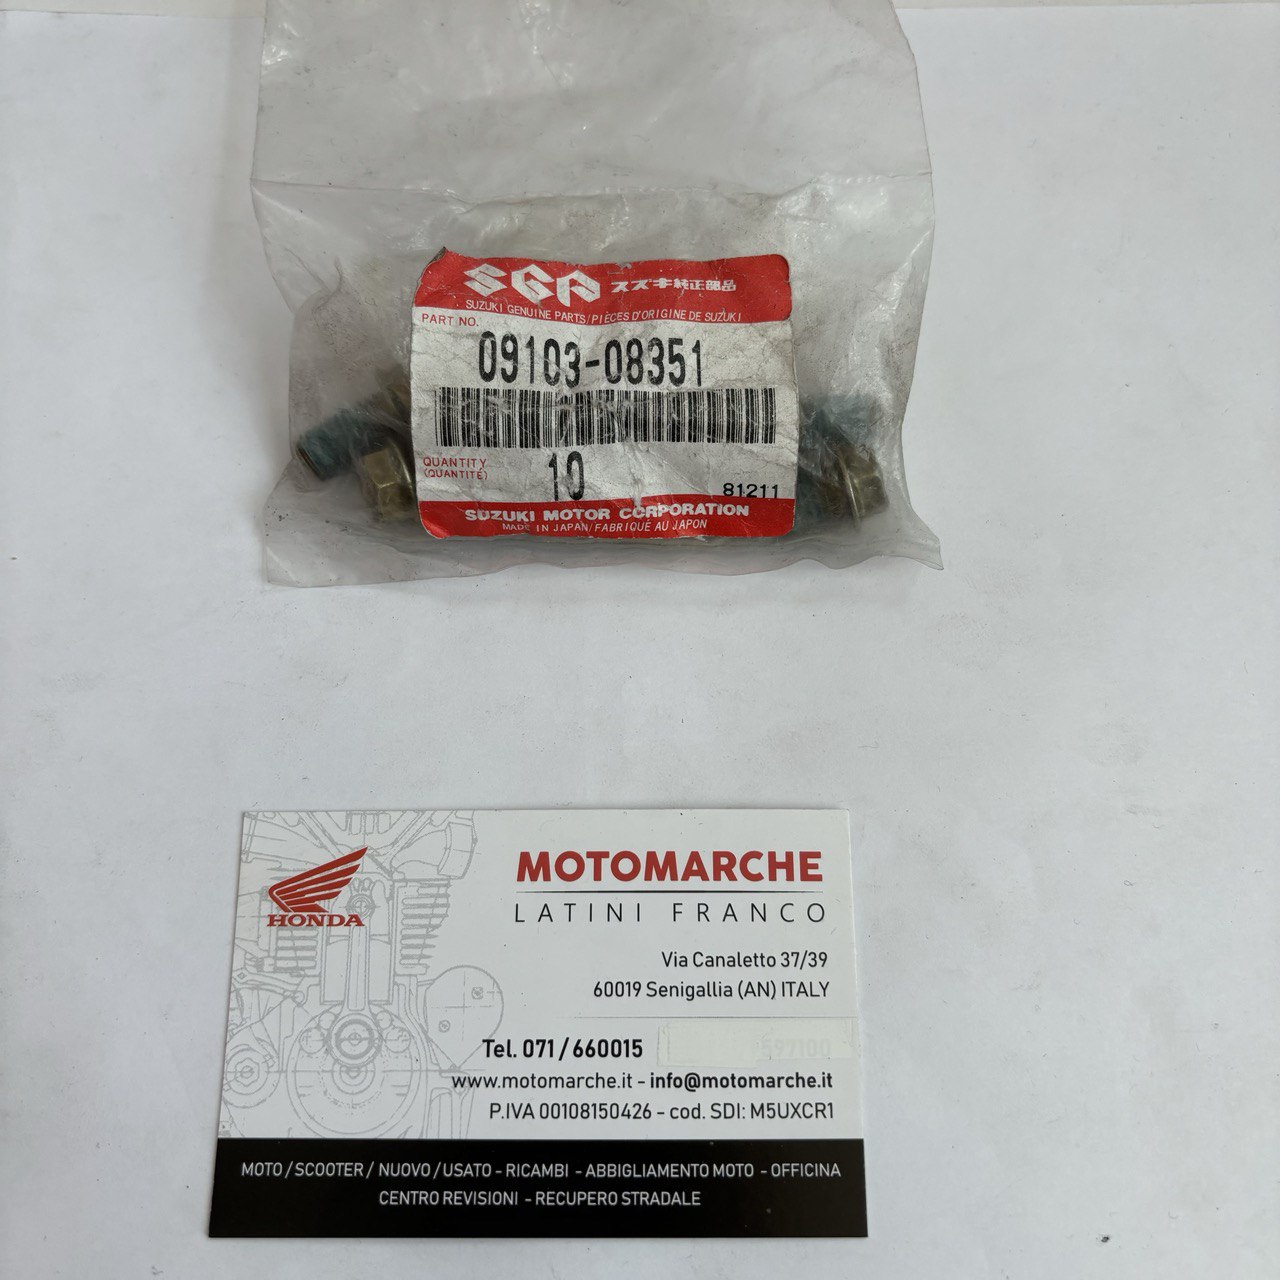 SGP スズキ純正部品
SUZUKI GENUINE PARTS/PIÈCES D'ORIGINE DE SUZUKI
PART NO.
09103-08351
QUANTITY
(QUANTITÉ)
10
81211
SUZUKI MOTOR CORPORATION
MADE IN JAPAN/FABRIQUÉ AU JAPON
HONDA
MOTOMARCHE
LATINI FRANCO
Via Canaletto 37/39
60019 Senigallia (AN) ITALY
Tel. 071/660015
www.motomarche.it - info@motomarche.it
P.IVA 00108150426 - cod. SDI: M5UXCR1
MOTO / SCOOTER / NUOVO / USATO - RICAMBI - ABBIGLIAMENTO MOTO - OFFICINA
CENTRO REVISIONI - RECUPERO STRADALE